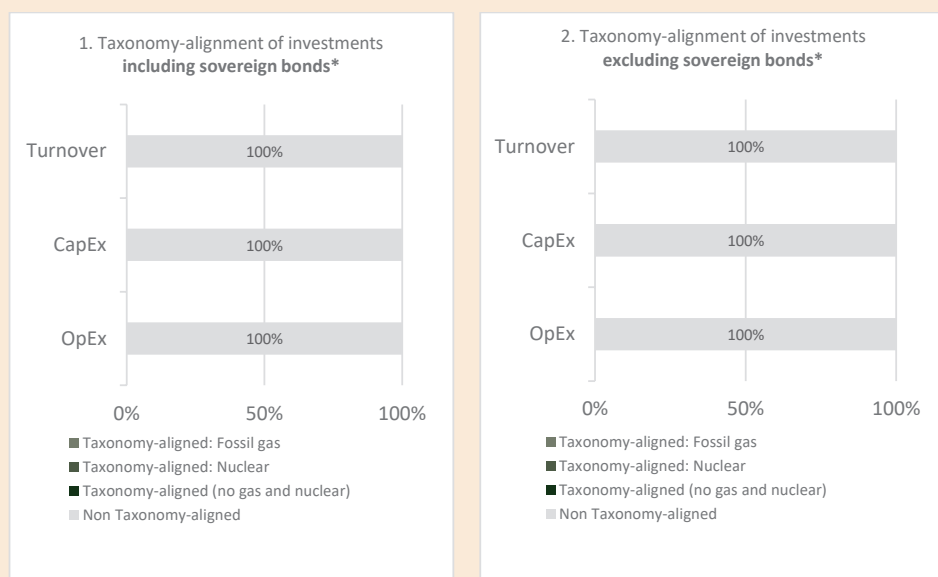 1. Taxonomy-alignment of investments
including sovereign bonds*
Turnover
100%
CapEx
100%
OpEx
100%
0%
50%
100%
Taxonomy-aligned: Fossil gas
Taxonomy-aligned: Nuclear
Taxonomy-aligned (no gas and nuclear)
Non Taxonomy-aligned
2. Taxonomy-alignment of investments
excluding sovereign bonds*
Turnover
100%
CapEx
100%
OpEx
100%
0%
50%
100%
Taxonomy-aligned: Fossil gas
Taxonomy-aligned: Nuclear
Taxonomy-aligned (no gas and nuclear)
Non Taxonomy-aligned